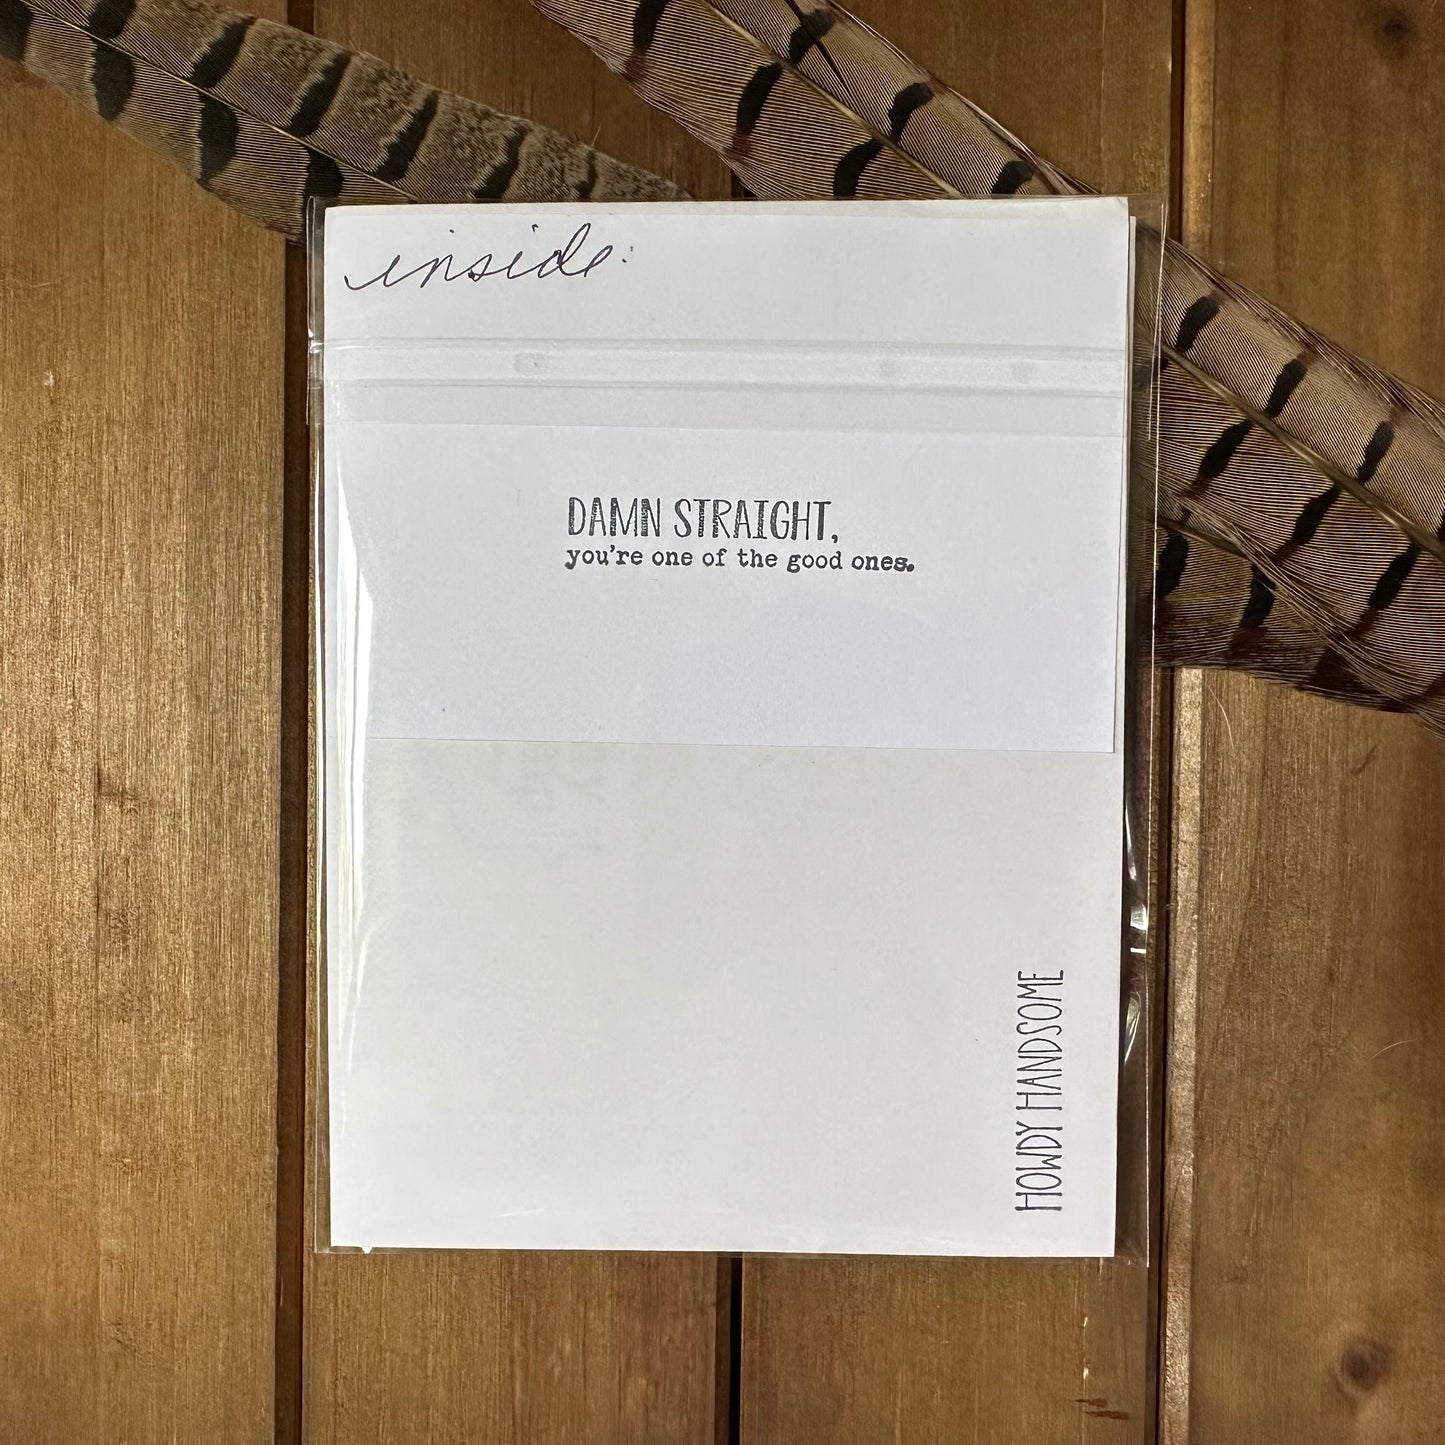 inside:
DAMN STRAIGHT,
you're one of the good ones.
HOWDY HANDSOME